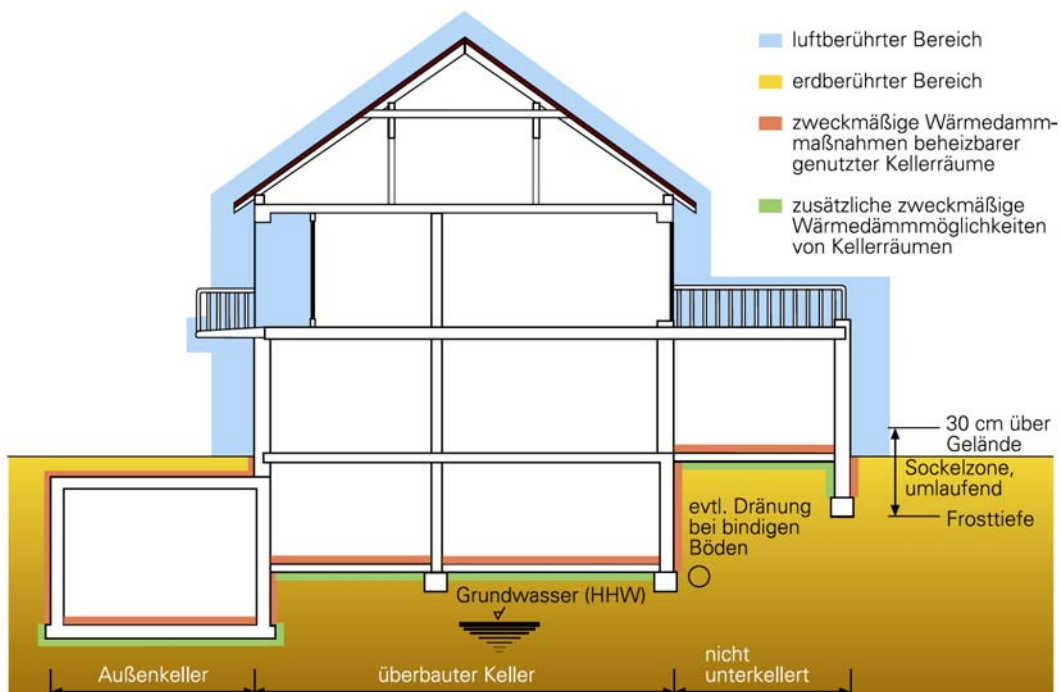 luftberührter Bereich
erdberührter Bereich
zweckmäßige Wärmedamm-
maßnahmen beheizbarer
genutzter Kellerräume
zusätzliche zweckmäßige
Wärmedämmmöglichkeiten
von Kellerräumen
30 cm über
Gelände
Sockelzone,
umlaufend
Frosttiefe
evtl. Dränung
bei bindigen
Böden
Grundwasser (HHW)
Außenkeller
überbauter Keller
nicht
unterkellert